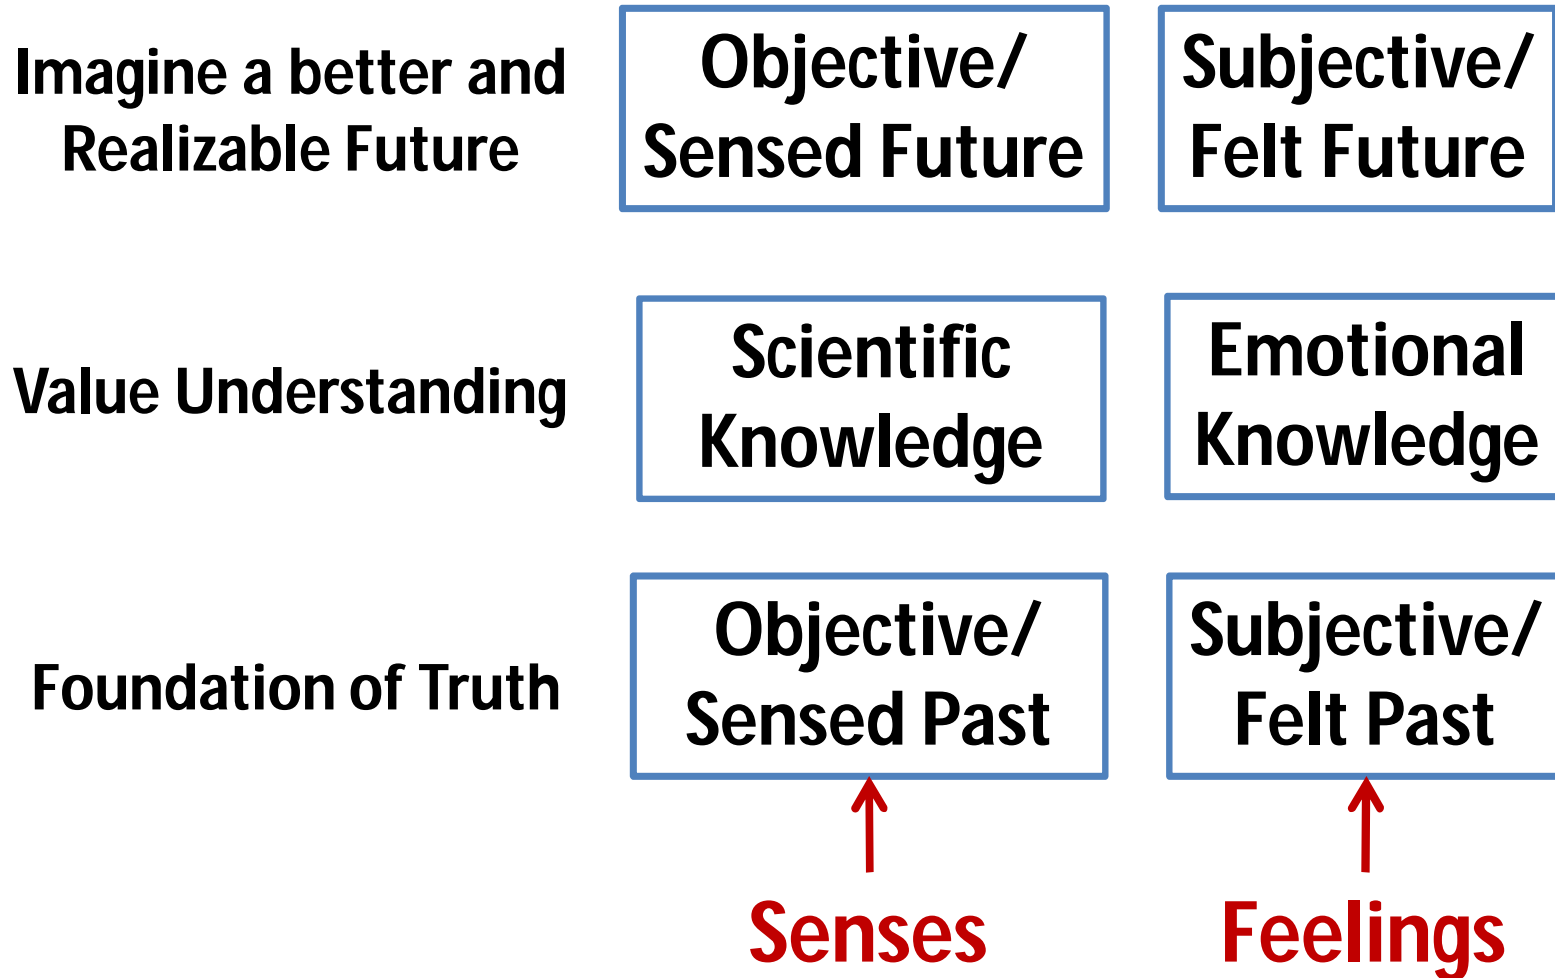 Imagine a better and
Realizable Future
Objective/
Sensed Future
Subjective/
Felt Future
Value Understanding
Scientific
Knowledge
Emotional
Knowledge
Foundation of Truth
Objective/
Sensed Past
Subjective/
Felt Past
Senses
Feelings